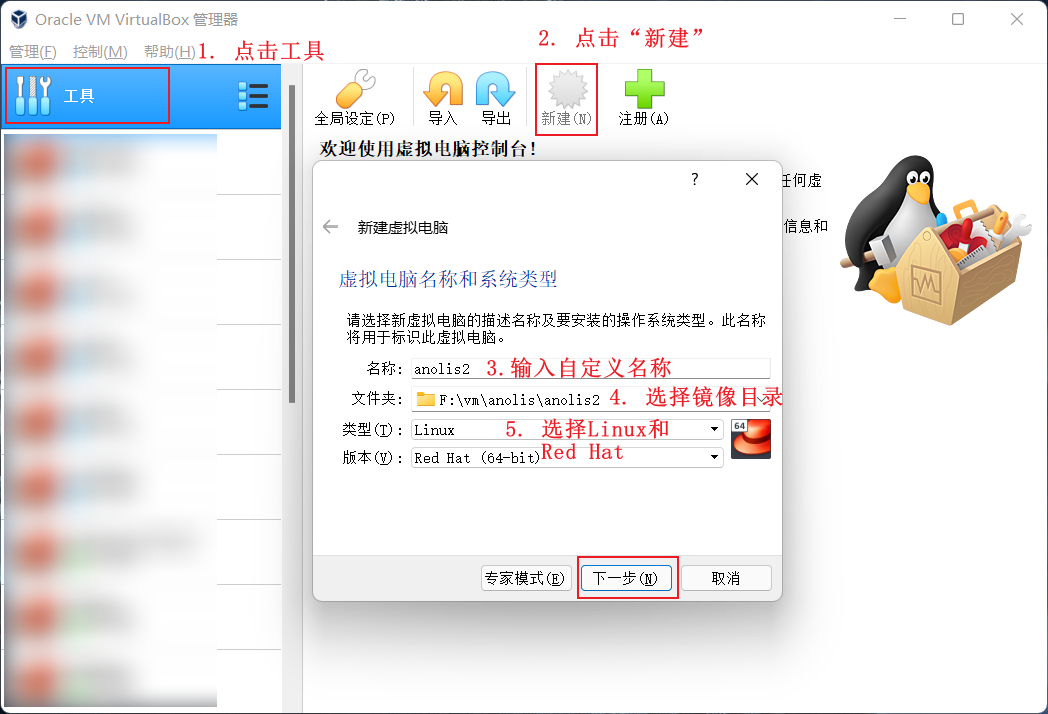 Oracle VM VirtualBox 管理器
管理(F) 控制(M) 帮助(H)
1. 点击工具
2. 点击“新建”
工具
全局设定(P) 导入 导出 新建(N) 注册(A)
欢迎使用虚拟电脑控制台!
任何虚
信息和
?
新建虚拟电脑
虚拟电脑名称和系统类型
请选择新虚拟电脑的描述名称及要安装的操作系统类型。此名称
将用于标识此虚拟电脑。
名称: anolis2 3.输入自定义名称
文件夹: F:\vm\anolis\anolis2 4. 选择镜像目录
类型(T): Linux 5. 选择Linux和
64
版本(V): Red Hat (64-bit) Red Hat
专家模式(E) 下一步(N) 取消